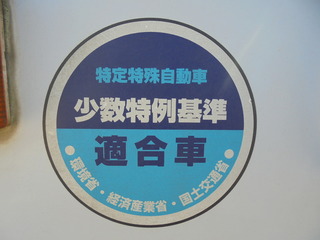 特定特殊自動車
少数特例基準
適合車
●環境省・経済産業省・国土交通省●